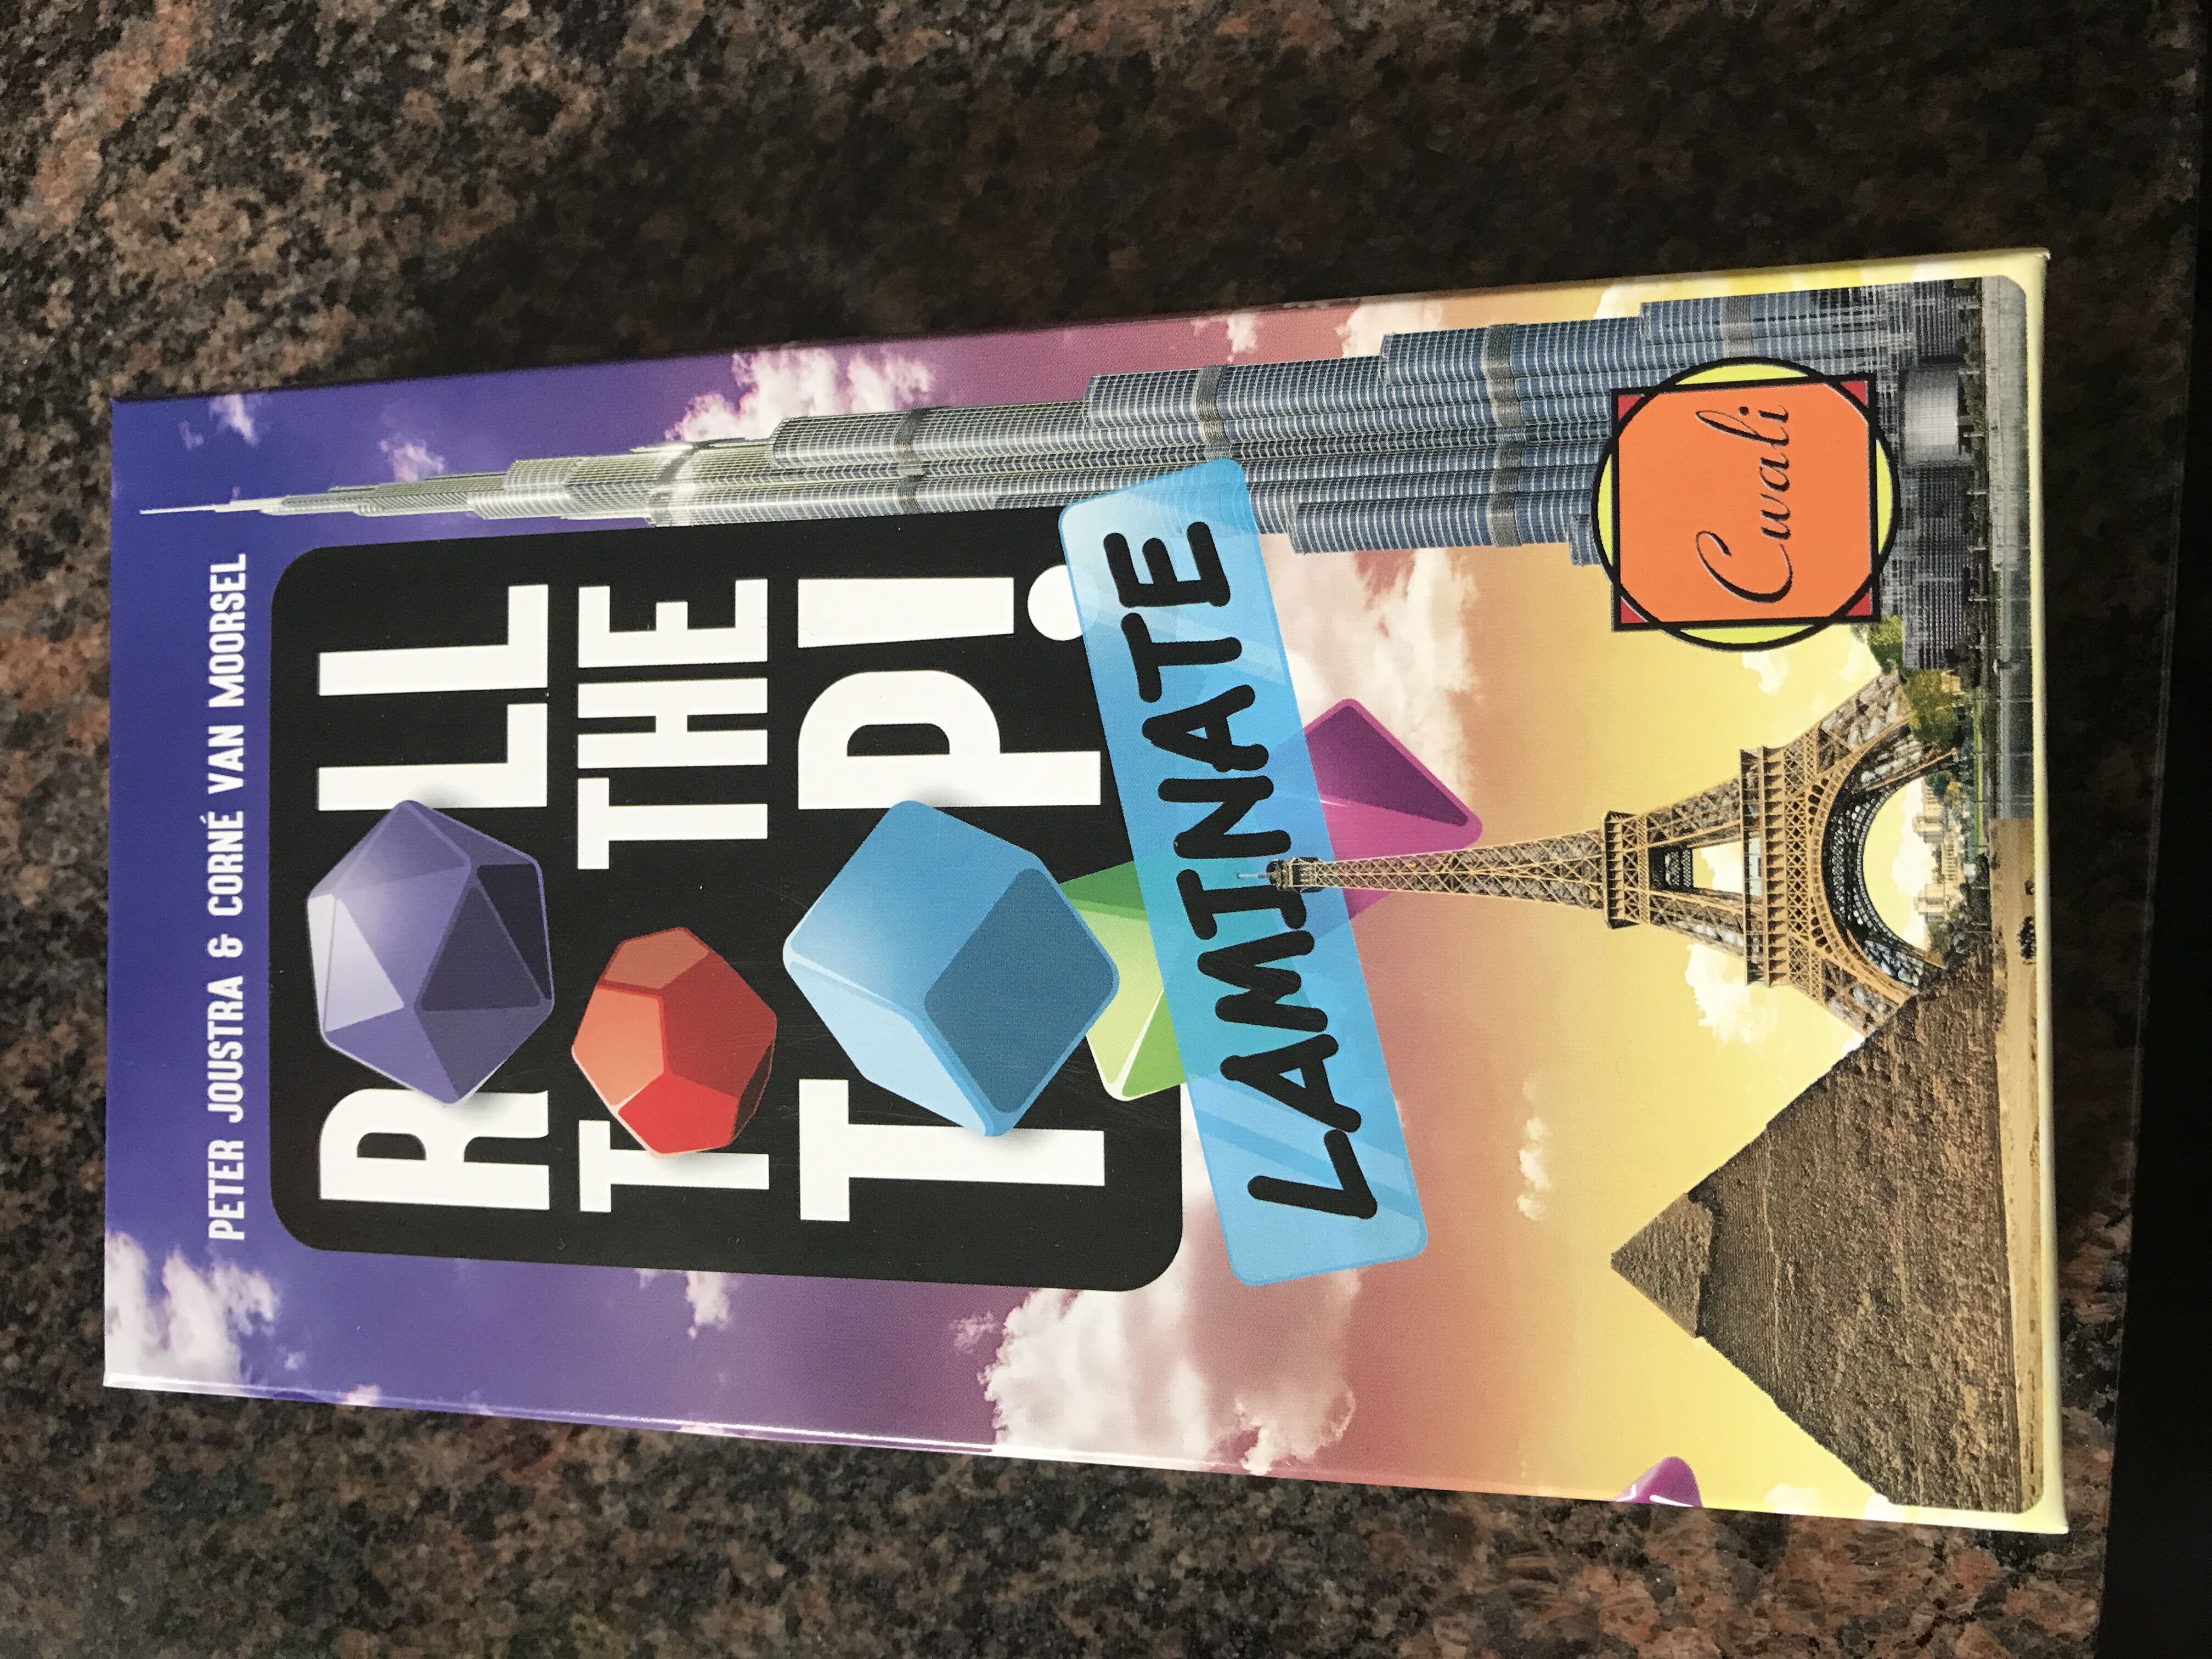 PETER JOUSTRA & CORNÉ VAN MOORSEL
ROLL
TO THE
TOP!
LAMINATE
Cwali